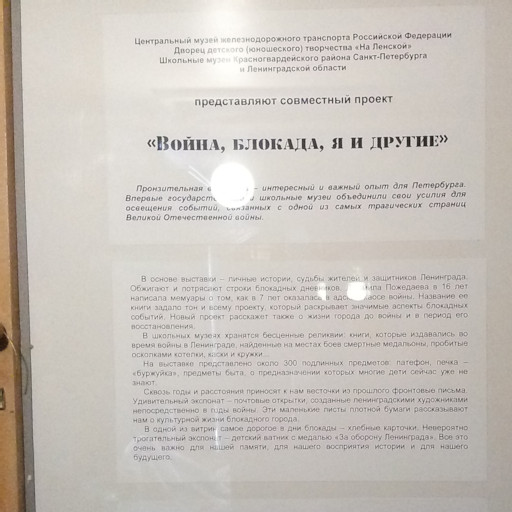 Центральный музей железнодорожного транспорта Российской Федерации
Дворец детского (юношеского) творчества «На Ленской»
Школьные музеи Красногвардейского района Санкт-Петербурга
и Ленинградской области
представляют совместный проект
«ВОЙНА, БЛОКАДА, Я И ДРУГИЕ»
Пронзительная – интересный и важный опыт для Петербурга.
Впервые государственные и школьные музеи объединили свои усилия для
освещения событий, связанных с одной из самых трагических страниц
Великой Отечественной войны.
В основе выставки – личные истории, судьбы жителей и защитников Ленинграда.
Обжигают и потрясают строки блокадных дневников. Пожедаева в 16 лет
написала мемуары о том, как в 7 лет оказалась в адском войны. Название ее
книги задало тон и всему проекту, который раскрывает значимые аспекты блокадных
событий. Новый проект расскажет также о жизни города до войны и в период его
восстановления.
В школьных музеях хранятся бесценные реликвии: книги, которые издавались во
время войны в Ленинграде, найденные на местах боев смертные медальоны, пробитые
осколками котелки, каски и кружки...
На выставке представлено около 300 подлинных предметов: патефон, печка –
«буржуйка», предметы быта, о предназначении которых многие дети сейчас уже не
знают.
Сквозь годы и расстояния приносят к нам весточки из прошлого фронтовые письма.
Удивительный экспонат – почтовые открытки, созданные ленинградскими художниками
непосредственно в годы войны. Эти маленькие листы плотной бумаги рассказывают
нам о культурной жизни блокадного города.
В одной из витрин самое дорогое в дни блокады – хлебные карточки. Невероятно
трогательный экспонат – детский ватник с медалью «За оборону Ленинграда». Все это
очень важно для нашей памяти, для нашего восприятия истории и для нашего
будущего.